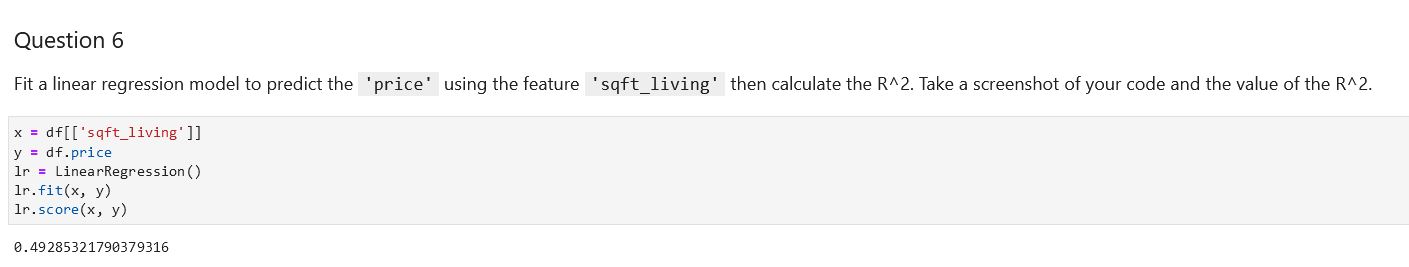 Question 6
Fit a linear regression model to predict the 'price' using the feature 'sqft_living' then calculate the R^2. Take a screenshot of your code and the value of the R^2.
x = df[['sqft_living']]
y = df.price
lr = LinearRegression()
lr.fit(x, y)
lr.score(x, y)
0.49285321790379316